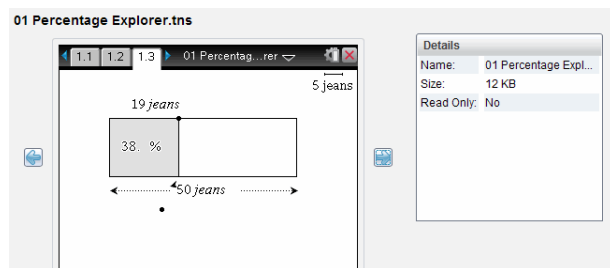 01 Percentage Explorer.tns
1.1 1.2 1.3 01 Percentag...rer
5 jeans
19 jeans
38. %
50 jeans
Details
Name: 01 Percentage Expl...
Size: 12 KB
Read Only: No